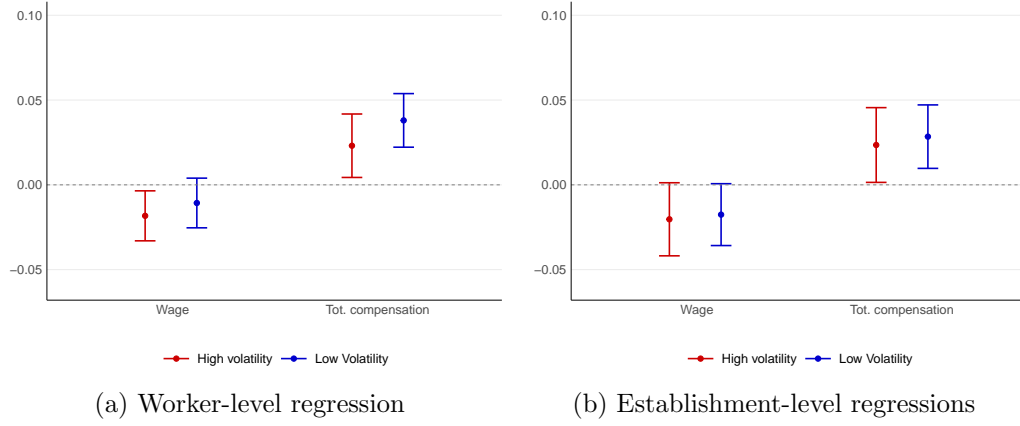 0.10
0.05
0.00
−0.05
Wage
Tot. compensation
High volatility
Low Volatility
(a) Worker-level regression
0.10
0.05
0.00
−0.05
Wage
Tot. compensation
High volatility
Low Volatility
(b) Establishment-level regressions